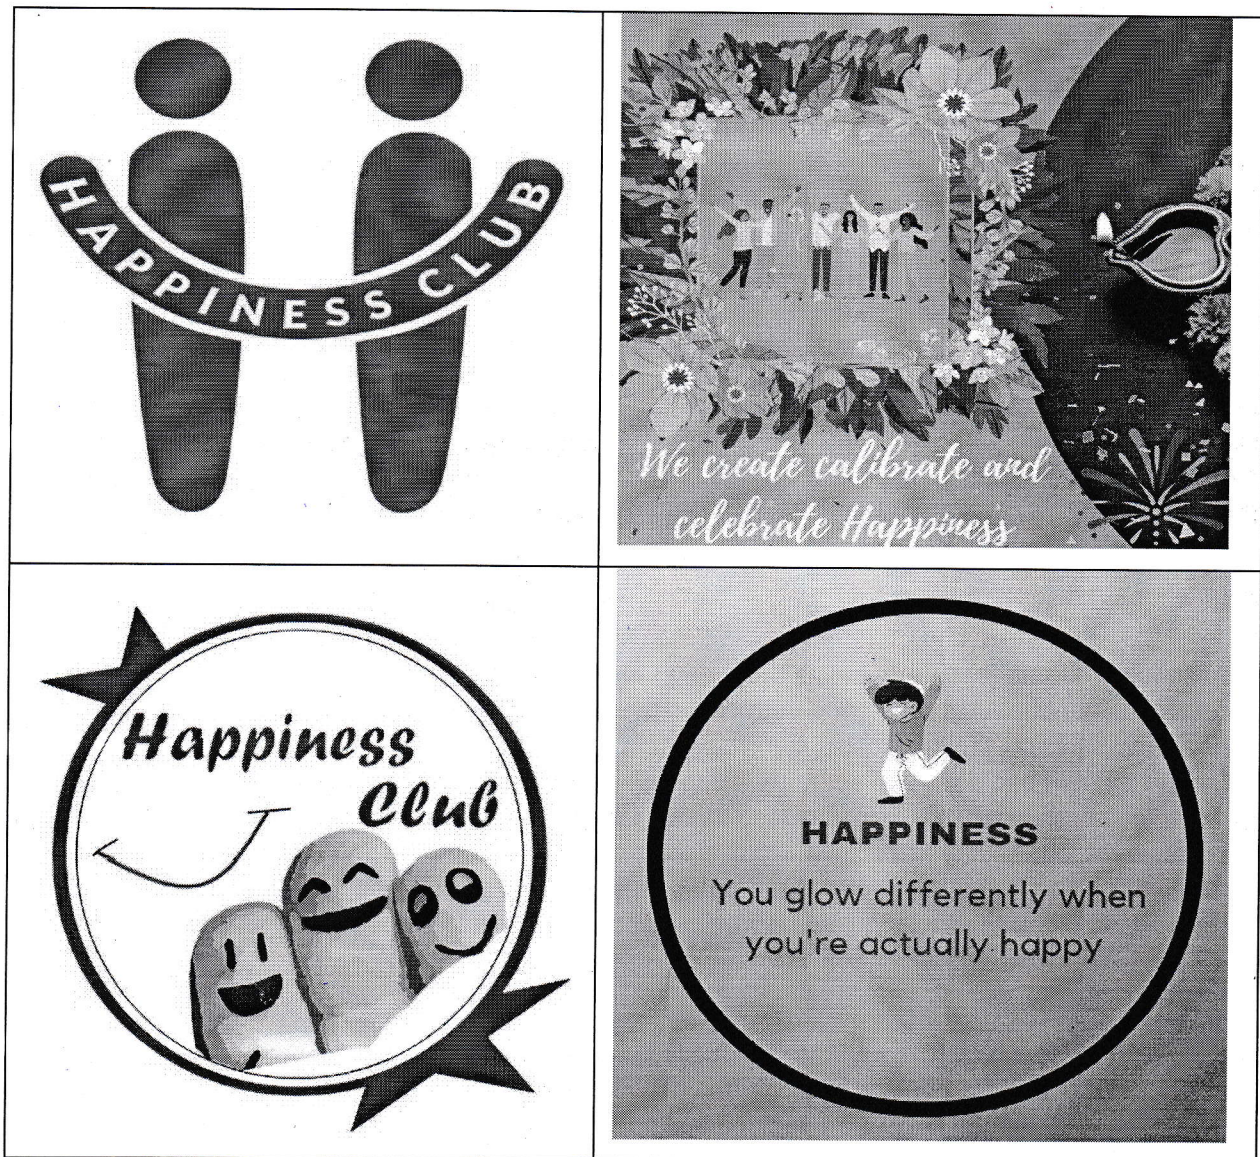 HAPPINESS CLUB
We create calibrate and
celebrate Happiness
Happiness
Club
HAPPINESS
You glow differently when
you're actually happy